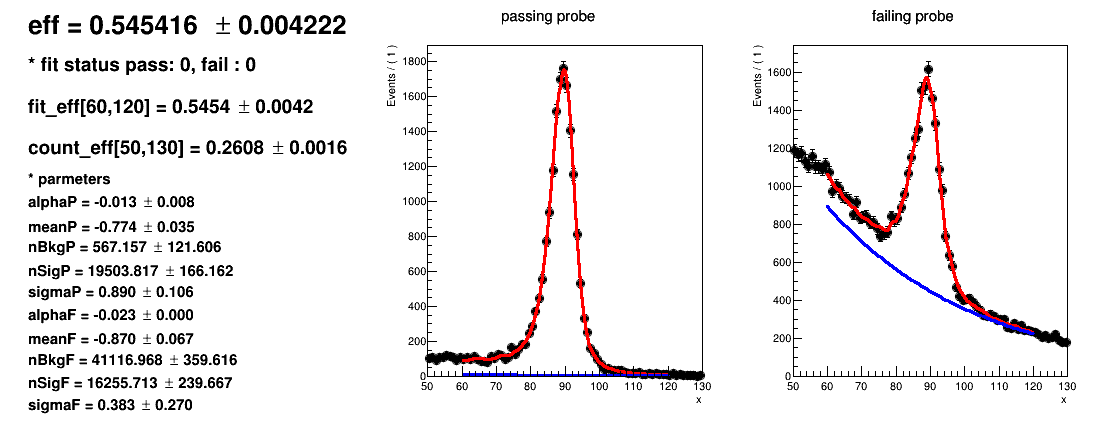 eff = 0.545416 ± 0.004222
* fit status pass: 0, fail : 0
fit_eff[60,120] = 0.5454 ± 0.0042
count_eff[50,130] = 0.2608 ± 0.0016
* parmeters
alphaP = -0.013 ± 0.008
meanP = -0.774 ± 0.035
nBkgP = 567.157 ± 121.606
nSigP = 19503.817 ± 166.162
sigmaP = 0.890 ± 0.106
alphaF = -0.023 ± 0.000
meanF = -0.870 ± 0.067
nBkgF = 41116.968 ± 359.616
nSigF = 16255.713 ± 239.667
sigmaF = 0.383 ± 0.270
passing probe
Events / ( 1 )
1800
1600
1400
1200
1000
800
600
400
200
0
50 60 70 80 90 100 110 120 130
x
failing probe
Events / ( 1 )
1600
1400
1200
1000
800
600
400
200
0
50 60 70 80 90 100 110 120 130
x